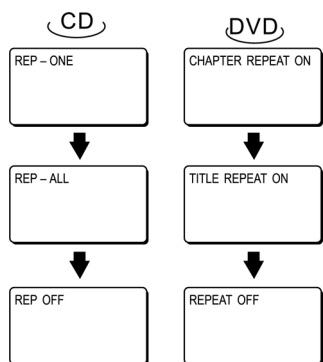 CD
DVD
REP – ONE
CHAPTER REPEAT ON
REP – ALL
TITLE REPEAT ON
REP OFF
REPEAT OFF